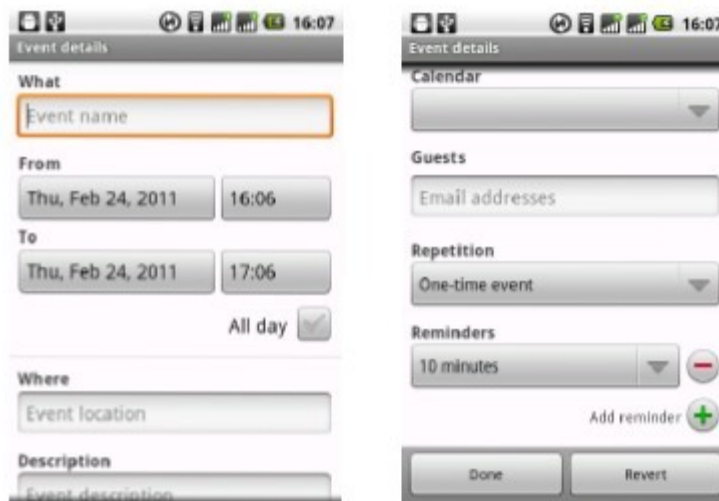 16:07
Event details
What
Event name
From
Thu, Feb 24, 2011 16:06
To
Thu, Feb 24, 2011 17:06
All day
Where
Event location
Description
Event description
16:07
Event details
Calendar
Guests
Email addresses
Repetition
One-time event
Reminders
10 minutes
Add reminder
Done Revert